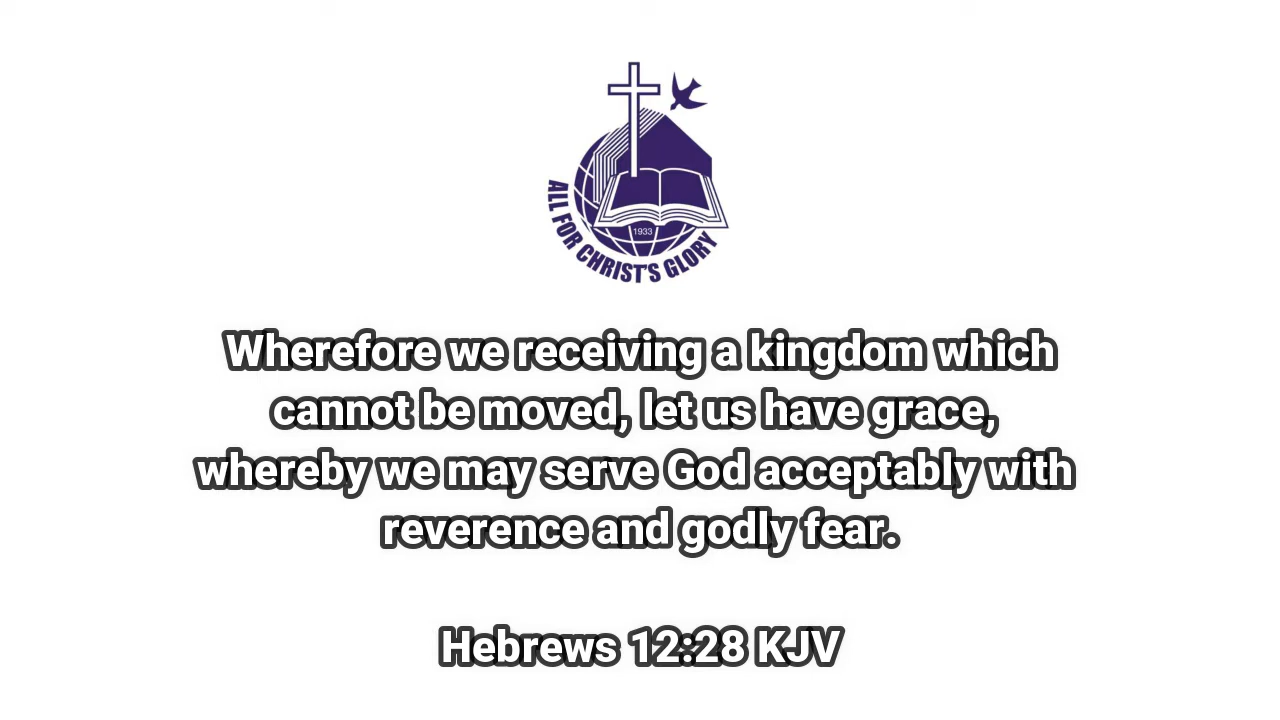 1933
ALL FOR CHRIST'S GLORY
Wherefore we receiving a kingdom which
cannot be moved, let us have grace,
whereby we may serve God acceptably with
reverence and godly fear.
Hebrews 12:28 KJV